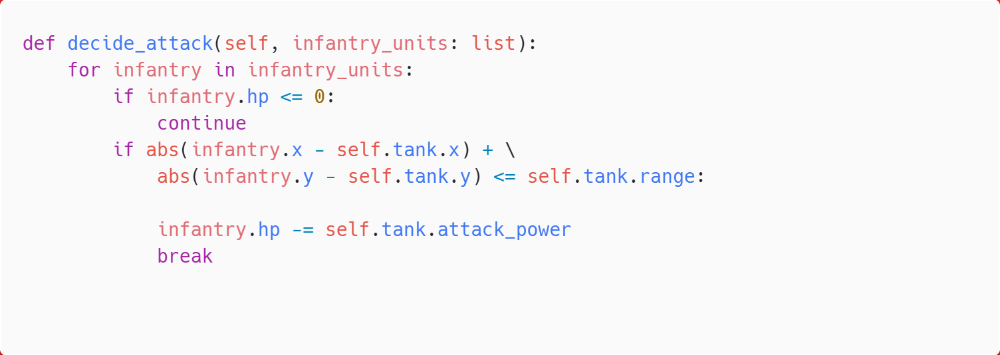 def decide_attack(self, infantry_units: list):
    for infantry in infantry_units:
        if infantry.hp <= 0:
            continue
        if abs(infantry.x - self.tank.x) + \
            abs(infantry.y - self.tank.y) <= self.tank.range:

            infantry.hp -= self.tank.attack_power
            break